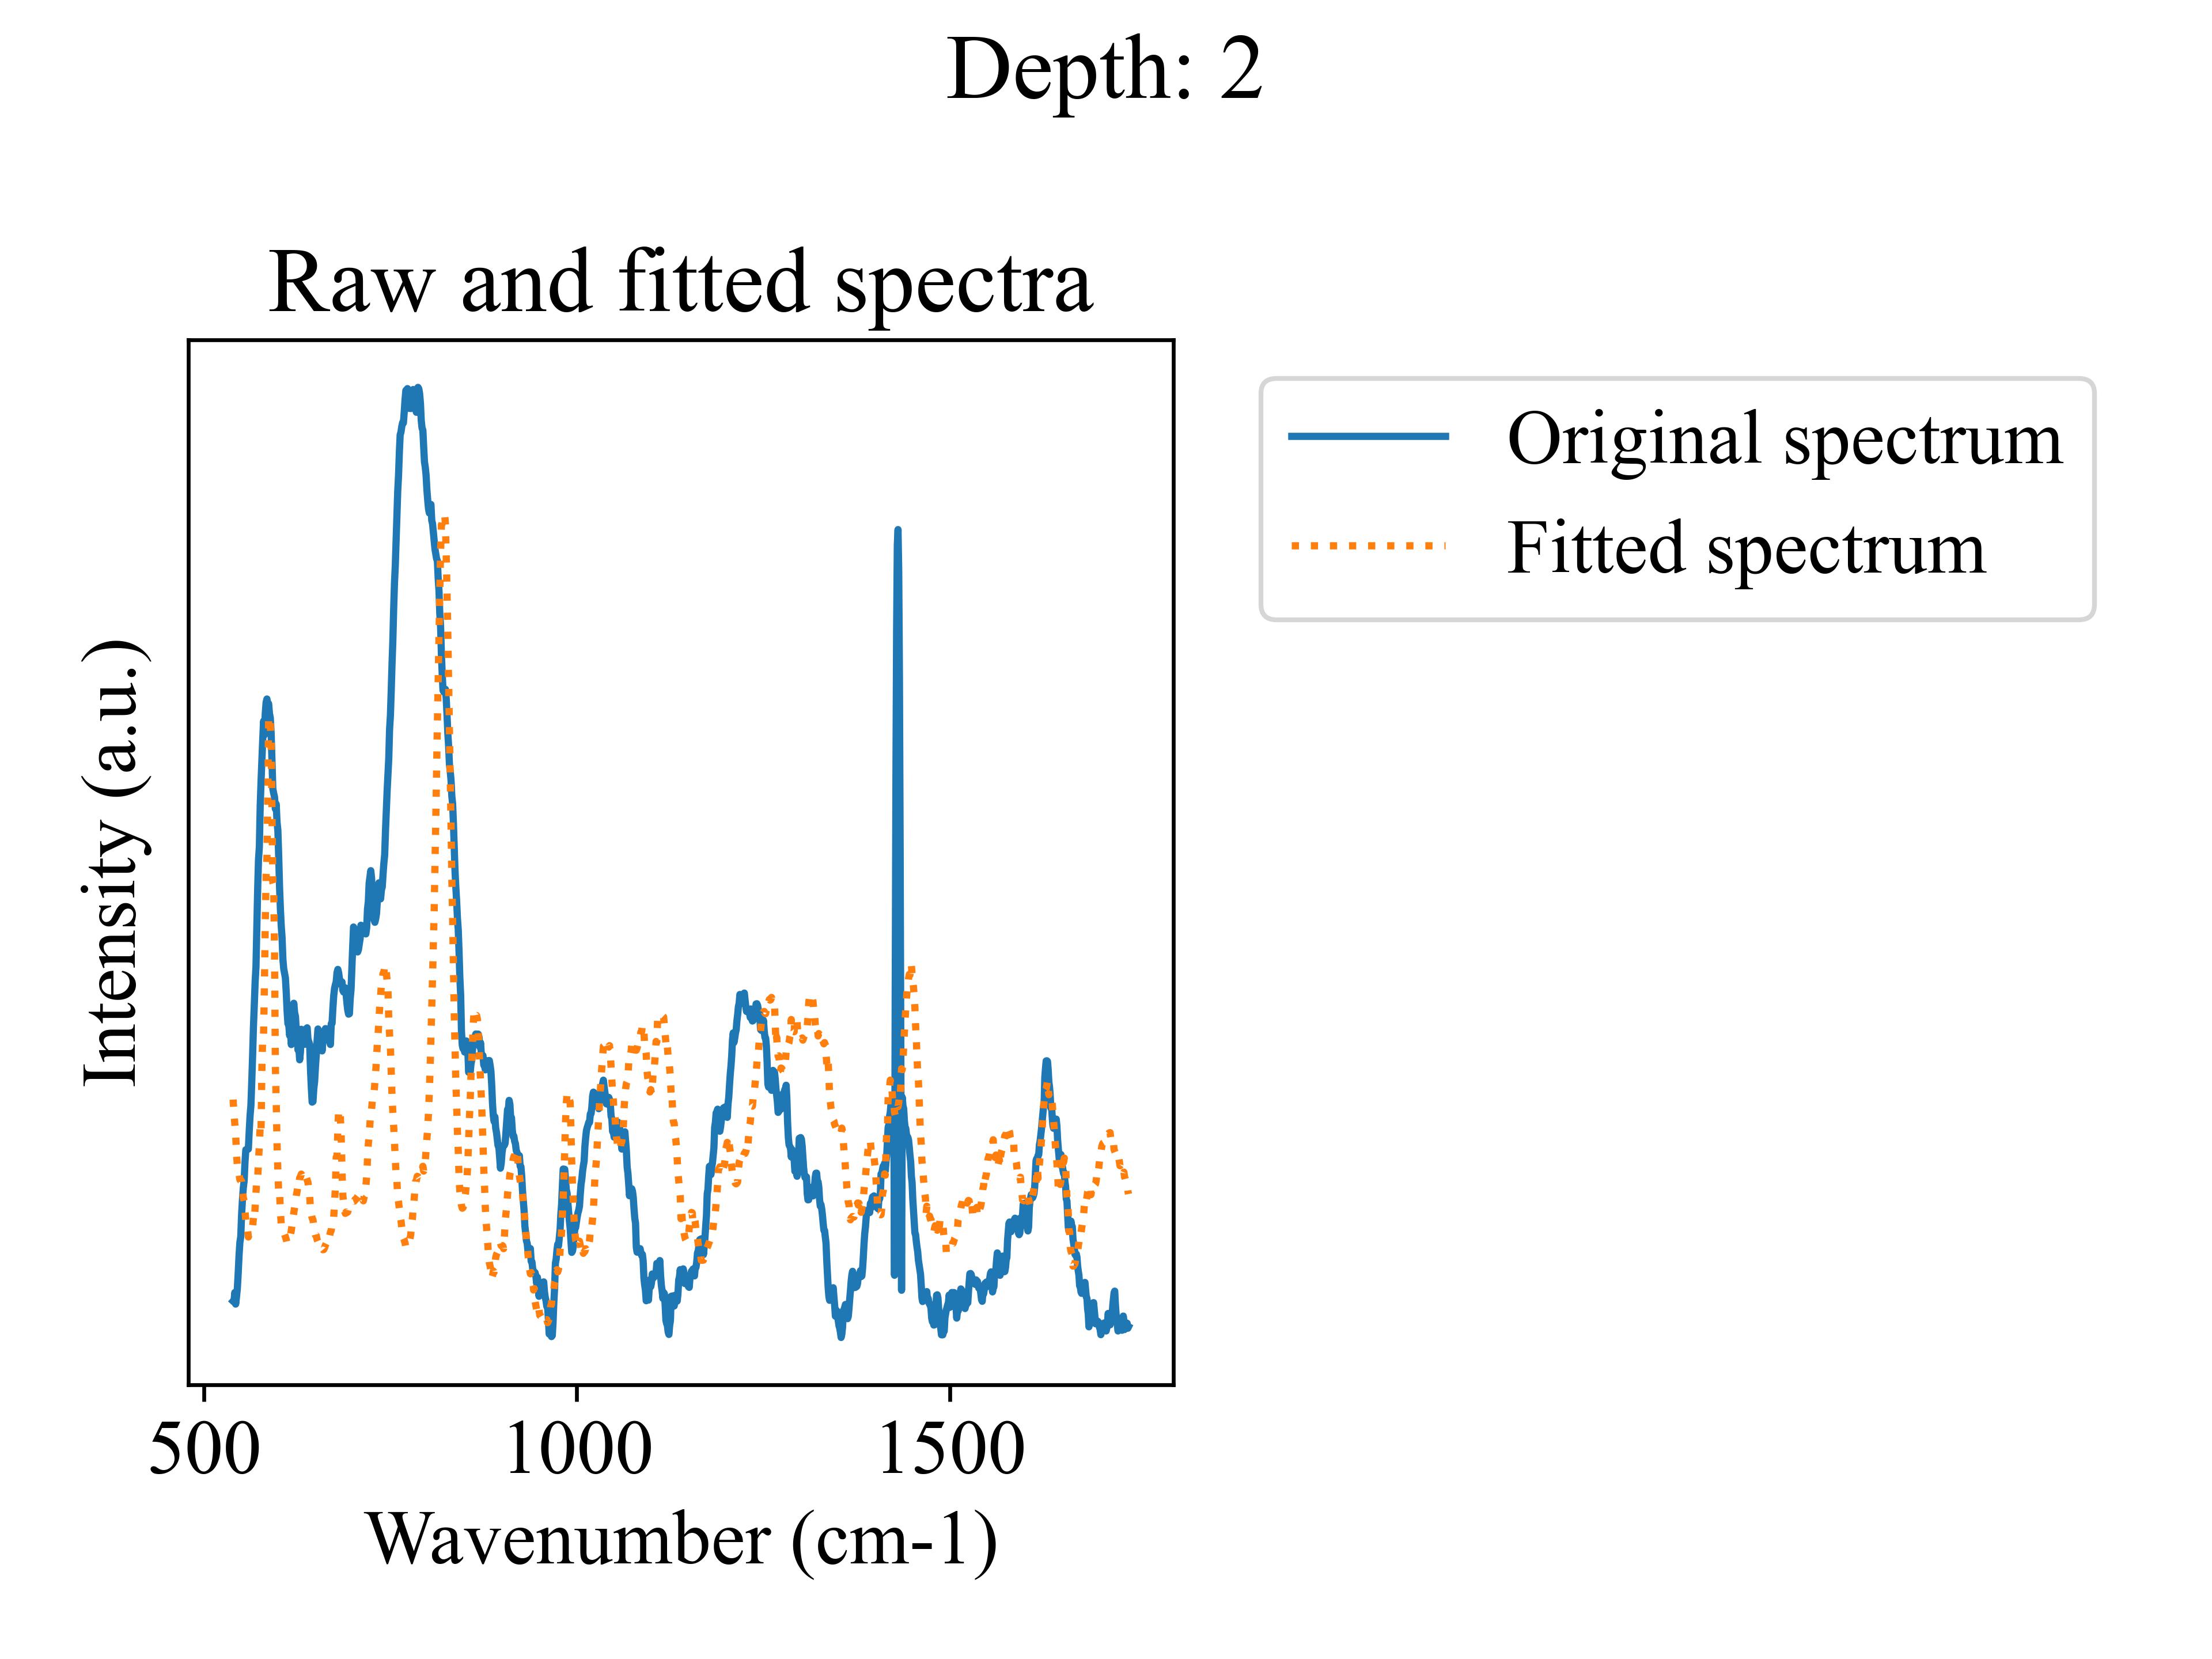 Depth: 2
Raw and fitted spectra
Original spectrum
Fitted spectrum
Intensity (a.u.)
500 1000 1500
Wavenumber (cm-1)